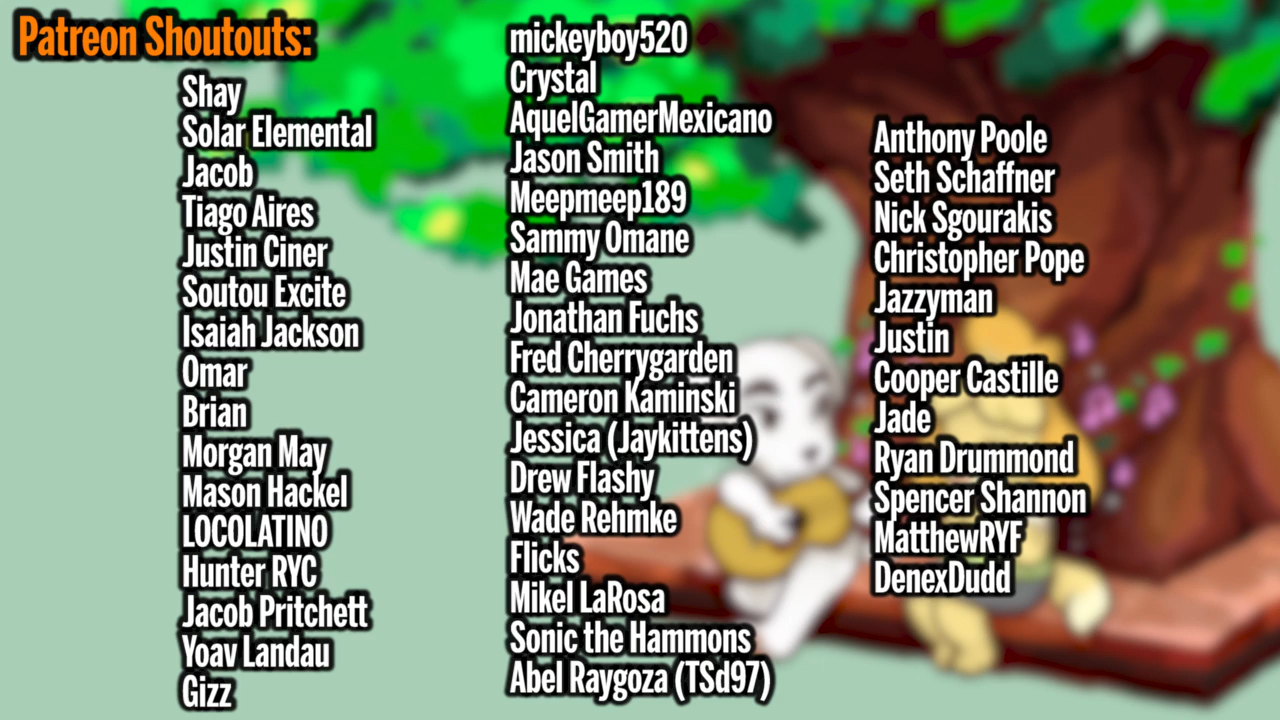 Patreon Shoutouts:
Shay
Solar Elemental
Jacob
Tiago Aires
Justin Ciner
Soutou Excite
Isaiah Jackson
Omar
Brian
Morgan May
Mason Hackel
LOCOLATINO
Hunter RYC
Jacob Pritchett
Yoav Landau
Gizz
mickeyboy520
Crystal
AquelGamerMexicano
Jason Smith
Meepmeep189
Sammy Omane
Mae Games
Jonathan Fuchs
Fred Cherrygarden
Cameron Kaminski
Jessica (Jaykittens)
Drew Flashy
Wade Rehmke
Flicks
Mikel LaRosa
Sonic the Hammons
Abel Raygoza (TSd97)
Anthony Poole
Seth Schaffner
Nick Sgourakis
Christopher Pope
Jazzyman
Justin
Cooper Castille
Jade
Ryan Drummond
Spencer Shannon
MatthewRYF
DenexDudd